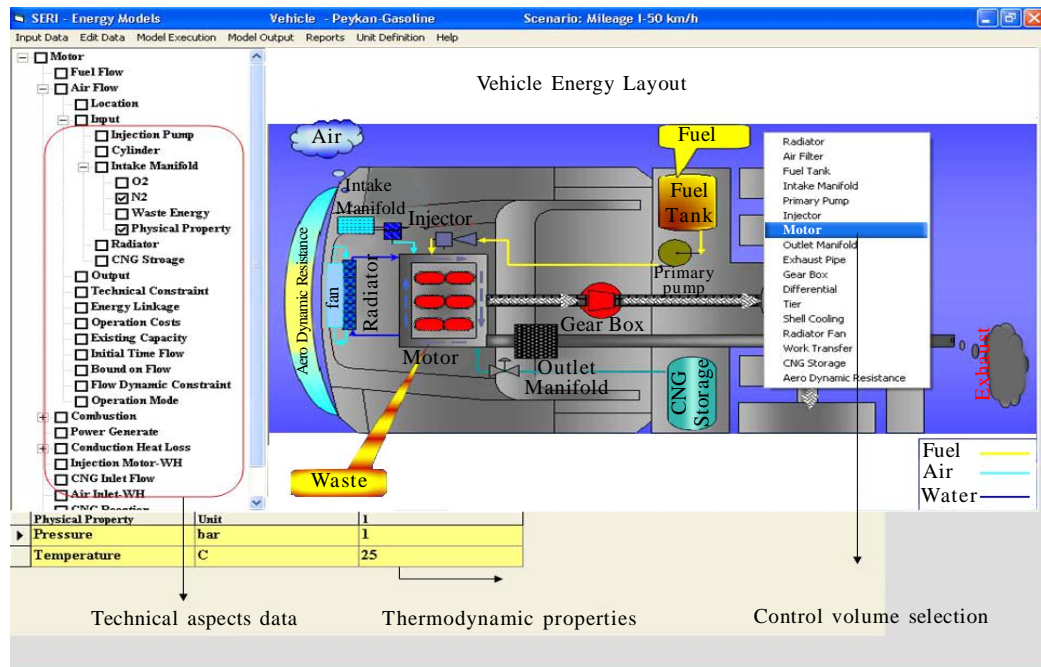 SERI - Energy Models Vehicle - Peykan-Gasoline Scenario: Mileage 1-50 km/h
Input Data Edit Data Model Execution Model Output Reports Unit Definition Help
Motor
Fuel Flow
Air Flow
Location
Input
Injection Pump
Cylinder
Intake Manifold
O2
N2
Waste Energy
Physical Property
Radiator
CNG Stroage
Output
Technical Constraint
Energy Linkage
Operation Costs
Existing Capacity
Initial Time Flow
Bound on Flow
Flow Dynamic Constraint
Operation Mode
Combustion
Power Generate
Conduction Heat Loss
Injection Motor-WH
CNG Inlet Flow
Air Inlet-WH
CNG Reaction
Vehicle Energy Layout
Air
Fuel
Intake
Manifold
Injector
Fuel
Tank
Primary
pump
Aero Dynamic Resistance
fan
Radiator
Gear Box
Motor
Outlet
Manifold
CNG
Storage
Exhaust
Waste
Radiator
Air Filter
Fuel Tank
Intake Manifold
Primary Pump
Injector
Motor
Outlet Manifold
Exhaust Pipe
Gear Box
Differential
Tier
Shell Cooling
Radiator Fan
Work Transfer
CNG Storage
Aero Dynamic Resistance
Fuel
Air
Water
Physical Property Unit 1
Pressure bar 1
Temperature C 25
Technical aspects data
Thermodynamic properties
Control volume selection